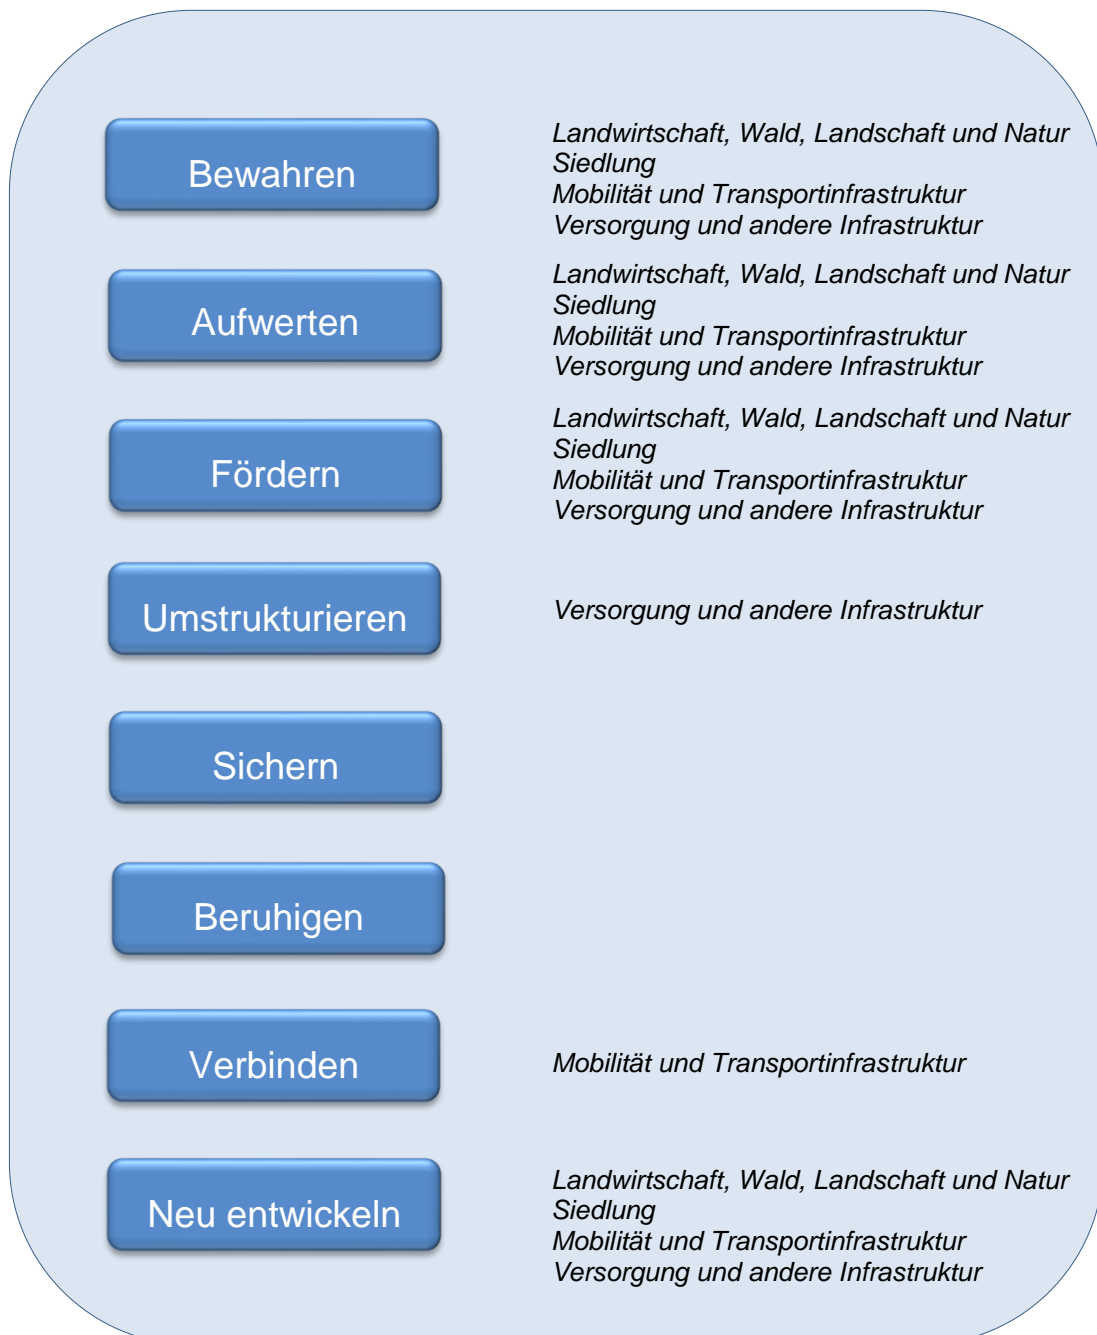 Bewahren
Landwirtschaft, Wald, Landschaft und Natur
Siedlung
Mobilität und Transportinfrastruktur
Versorgung und andere Infrastruktur
Aufwerten
Landwirtschaft, Wald, Landschaft und Natur
Siedlung
Mobilität und Transportinfrastruktur
Versorgung und andere Infrastruktur
Fördern
Landwirtschaft, Wald, Landschaft und Natur
Siedlung
Mobilität und Transportinfrastruktur
Versorgung und andere Infrastruktur
Umstrukturieren
Versorgung und andere Infrastruktur
Sichern
Beruhigen
Verbinden
Mobilität und Transportinfrastruktur
Neu entwickeln
Landwirtschaft, Wald, Landschaft und Natur
Siedlung
Mobilität und Transportinfrastruktur
Versorgung und andere Infrastruktur